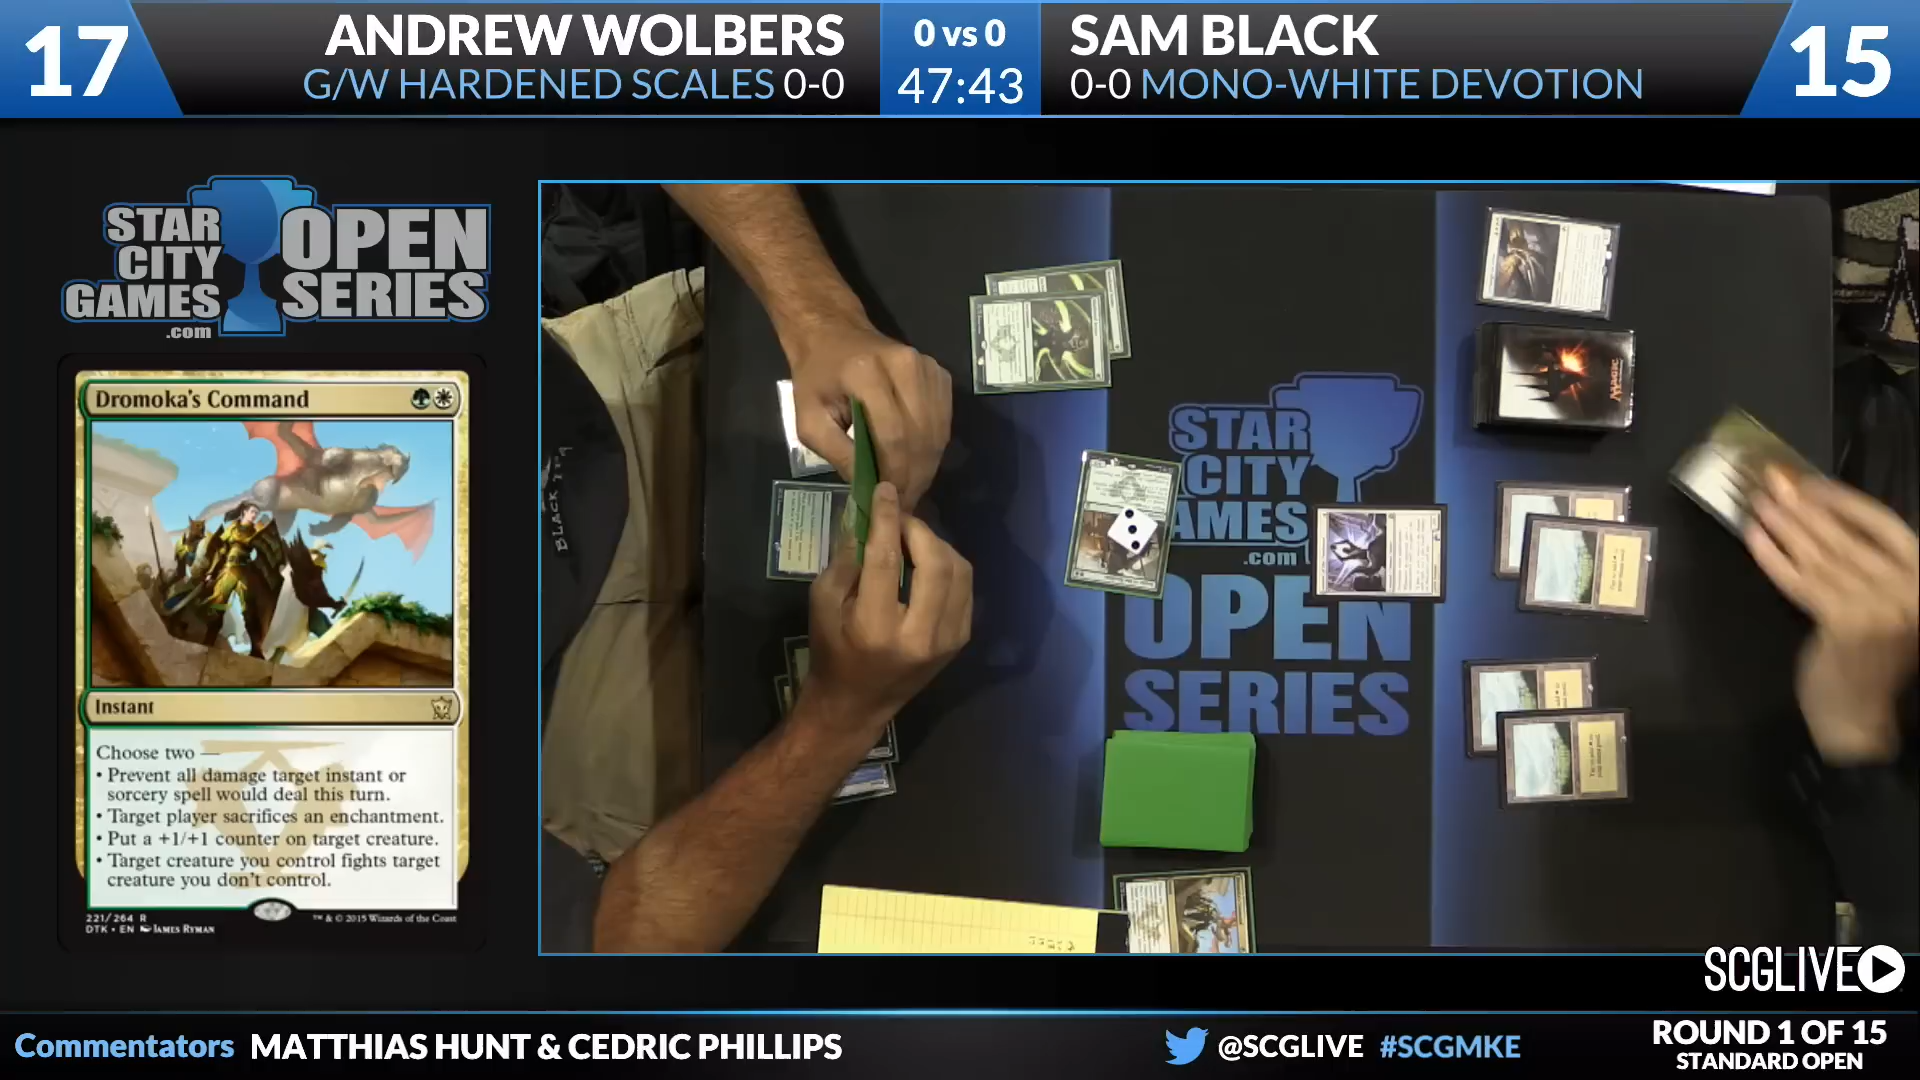 17
ANDREW WOLBERS
G/W HARDENED SCALES 0-0
0 vs 0
47:43
SAM BLACK
0-0 MONO-WHITE DEVOTION
15
STAR CITY GAMES .com
OPEN SERIES
Dromoka's Command
Instant
Choose two —
• Prevent all damage target instant or
sorcery spell would deal this turn.
• Target player sacrifices an enchantment.
• Put a +1/+1 counter on target creature.
• Target creature you control fights target
creature you don't control.
221/264 R
DTK • EN JAMES RYMAN
™ & © 2015 Wizards of the Coast
STAR
CITY
GAMES
.com
OPEN
SERIES
MAGIC
SCGLIVE
Commentators MATTHIAS HUNT & CEDRIC PHILLIPS
@SCGLIVE #SCGMKE
ROUND 1 OF 15
STANDARD OPEN